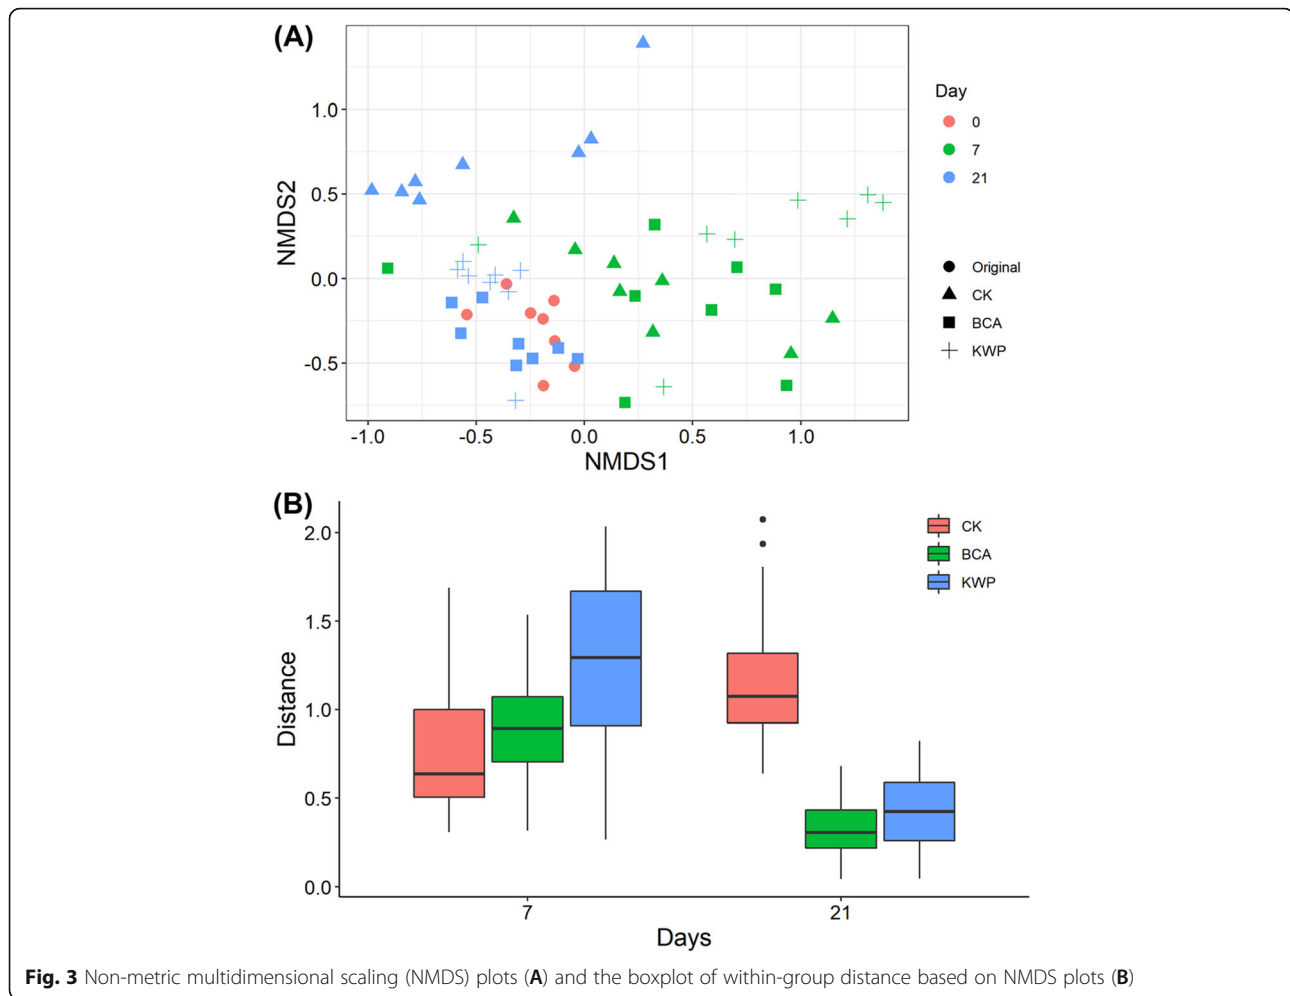 (A)
NMDS2
1.0
0.5
0.0
-0.5
-1.0 -0.5 0.0 0.5 1.0
NMDS1
Day
0
7
21
Original
CK
BCA
KWP
(B)
Distance
2.0
1.5
1.0
0.5
0.0
7 21
Days
CK
BCA
KWP
Fig. 3 Non-metric multidimensional scaling (NMDS) plots (A) and the boxplot of within-group distance based on NMDS plots (B)